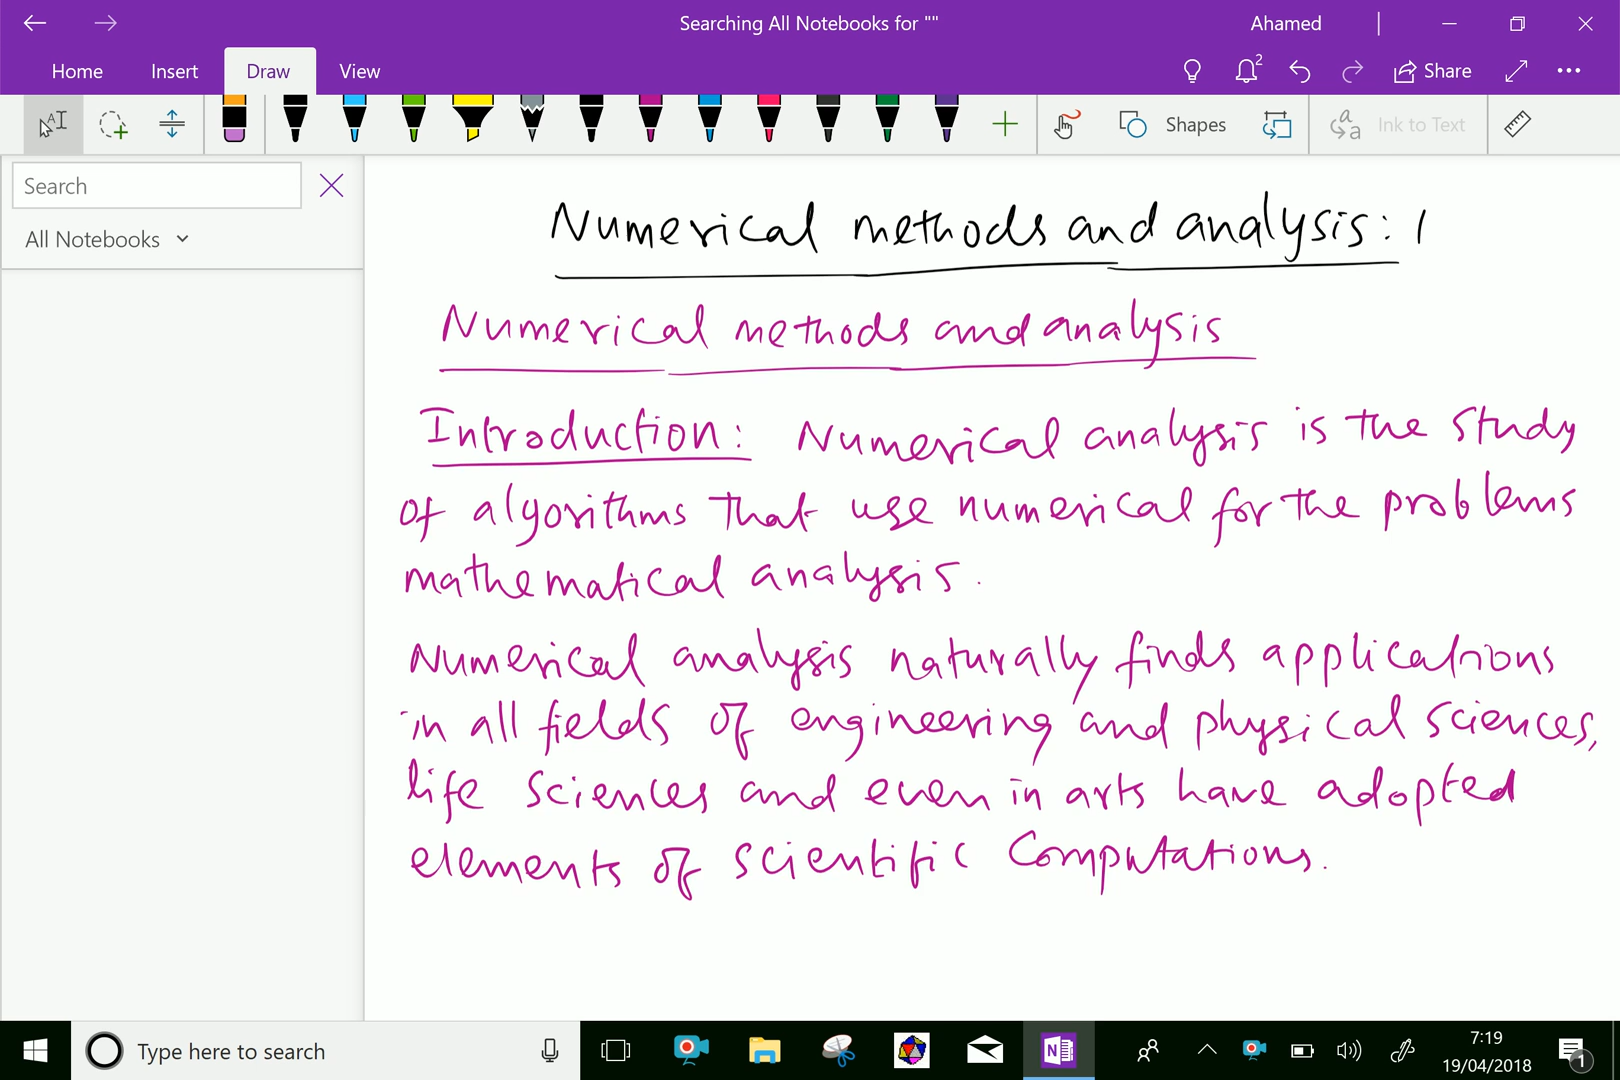 Searching All Notebooks for ""
Ahamed
Home Insert Draw View
2
Share
Shapes
Ink to Text
Search
All Notebooks
Numerical methods and analysis: 1
Numerical methods and analysis
Introduction: Numerical analysis is the study
of algorithms that use numerical for the problems
mathematical analysis.
Numerical analysis naturally finds applications
in all fields of engineering and physical sciences,
life sciences and even in arts have adopted
elements of scientific computations.
Type here to search
7:19
19/04/2018
1